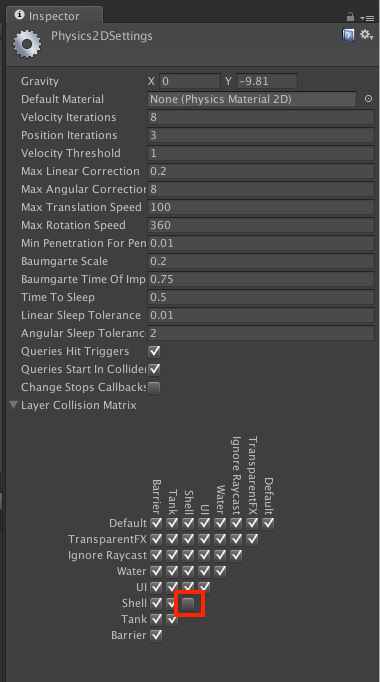 Inspector
Physics2DSettings
Gravity X 0 Y -9.81
Default Material None (Physics Material 2D)
Velocity Iterations 8
Position Iterations 3
Velocity Threshold 1
Max Linear Correction 0.2
Max Angular Correction 8
Max Translation Speed 100
Max Rotation Speed 360
Min Penetration For Pen 0.01
Baumgarte Scale 0.2
Baumgarte Time Of Imp 0.75
Time To Sleep 0.5
Linear Sleep Tolerance 0.01
Angular Sleep Toleranc 2
Queries Hit Triggers
Queries Start In Collider
Change Stops Callbacks
Layer Collision Matrix
Barrier Tank Shell UI Water Ignore Raycast TransparentFX Default
Default
TransparentFX
Ignore Raycast
Water
UI
Shell
Tank
Barrier